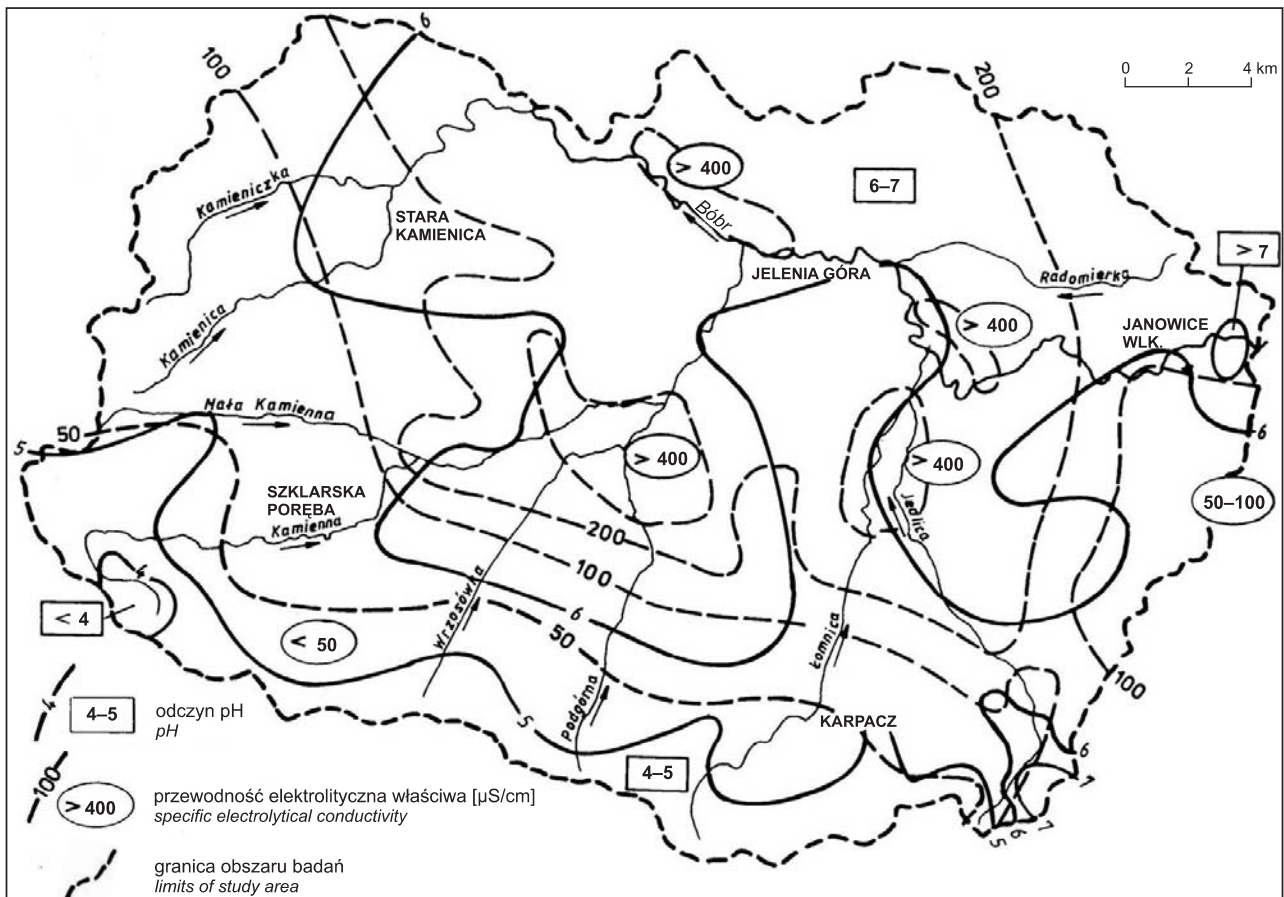 6
100
200
0 2 4 km
Kamieniczka
> 400
6–7
Bóbr
STARA
KAMIENICA
> 7
JELENIA GÓRA
Radomierka
Kamienica
> 400
JANOWICE
WLK.
Mała Kamienna
50
5
6
> 400
> 400
SZKLARSKA
PORĘBA
Kamienna
50–100
Jedlica
200
100
4
< 4
Wrzosówka
6
50
< 50
Łomnica
100
Podgórna
5
KARPACZ
4
4–5
odczyn pH
pH
6
4–5
7
100
> 400
przewodność elektrolityczna właściwa [µS/cm]
specific electrolytical conductivity
5
6
7
granica obszaru badań
limits of study area